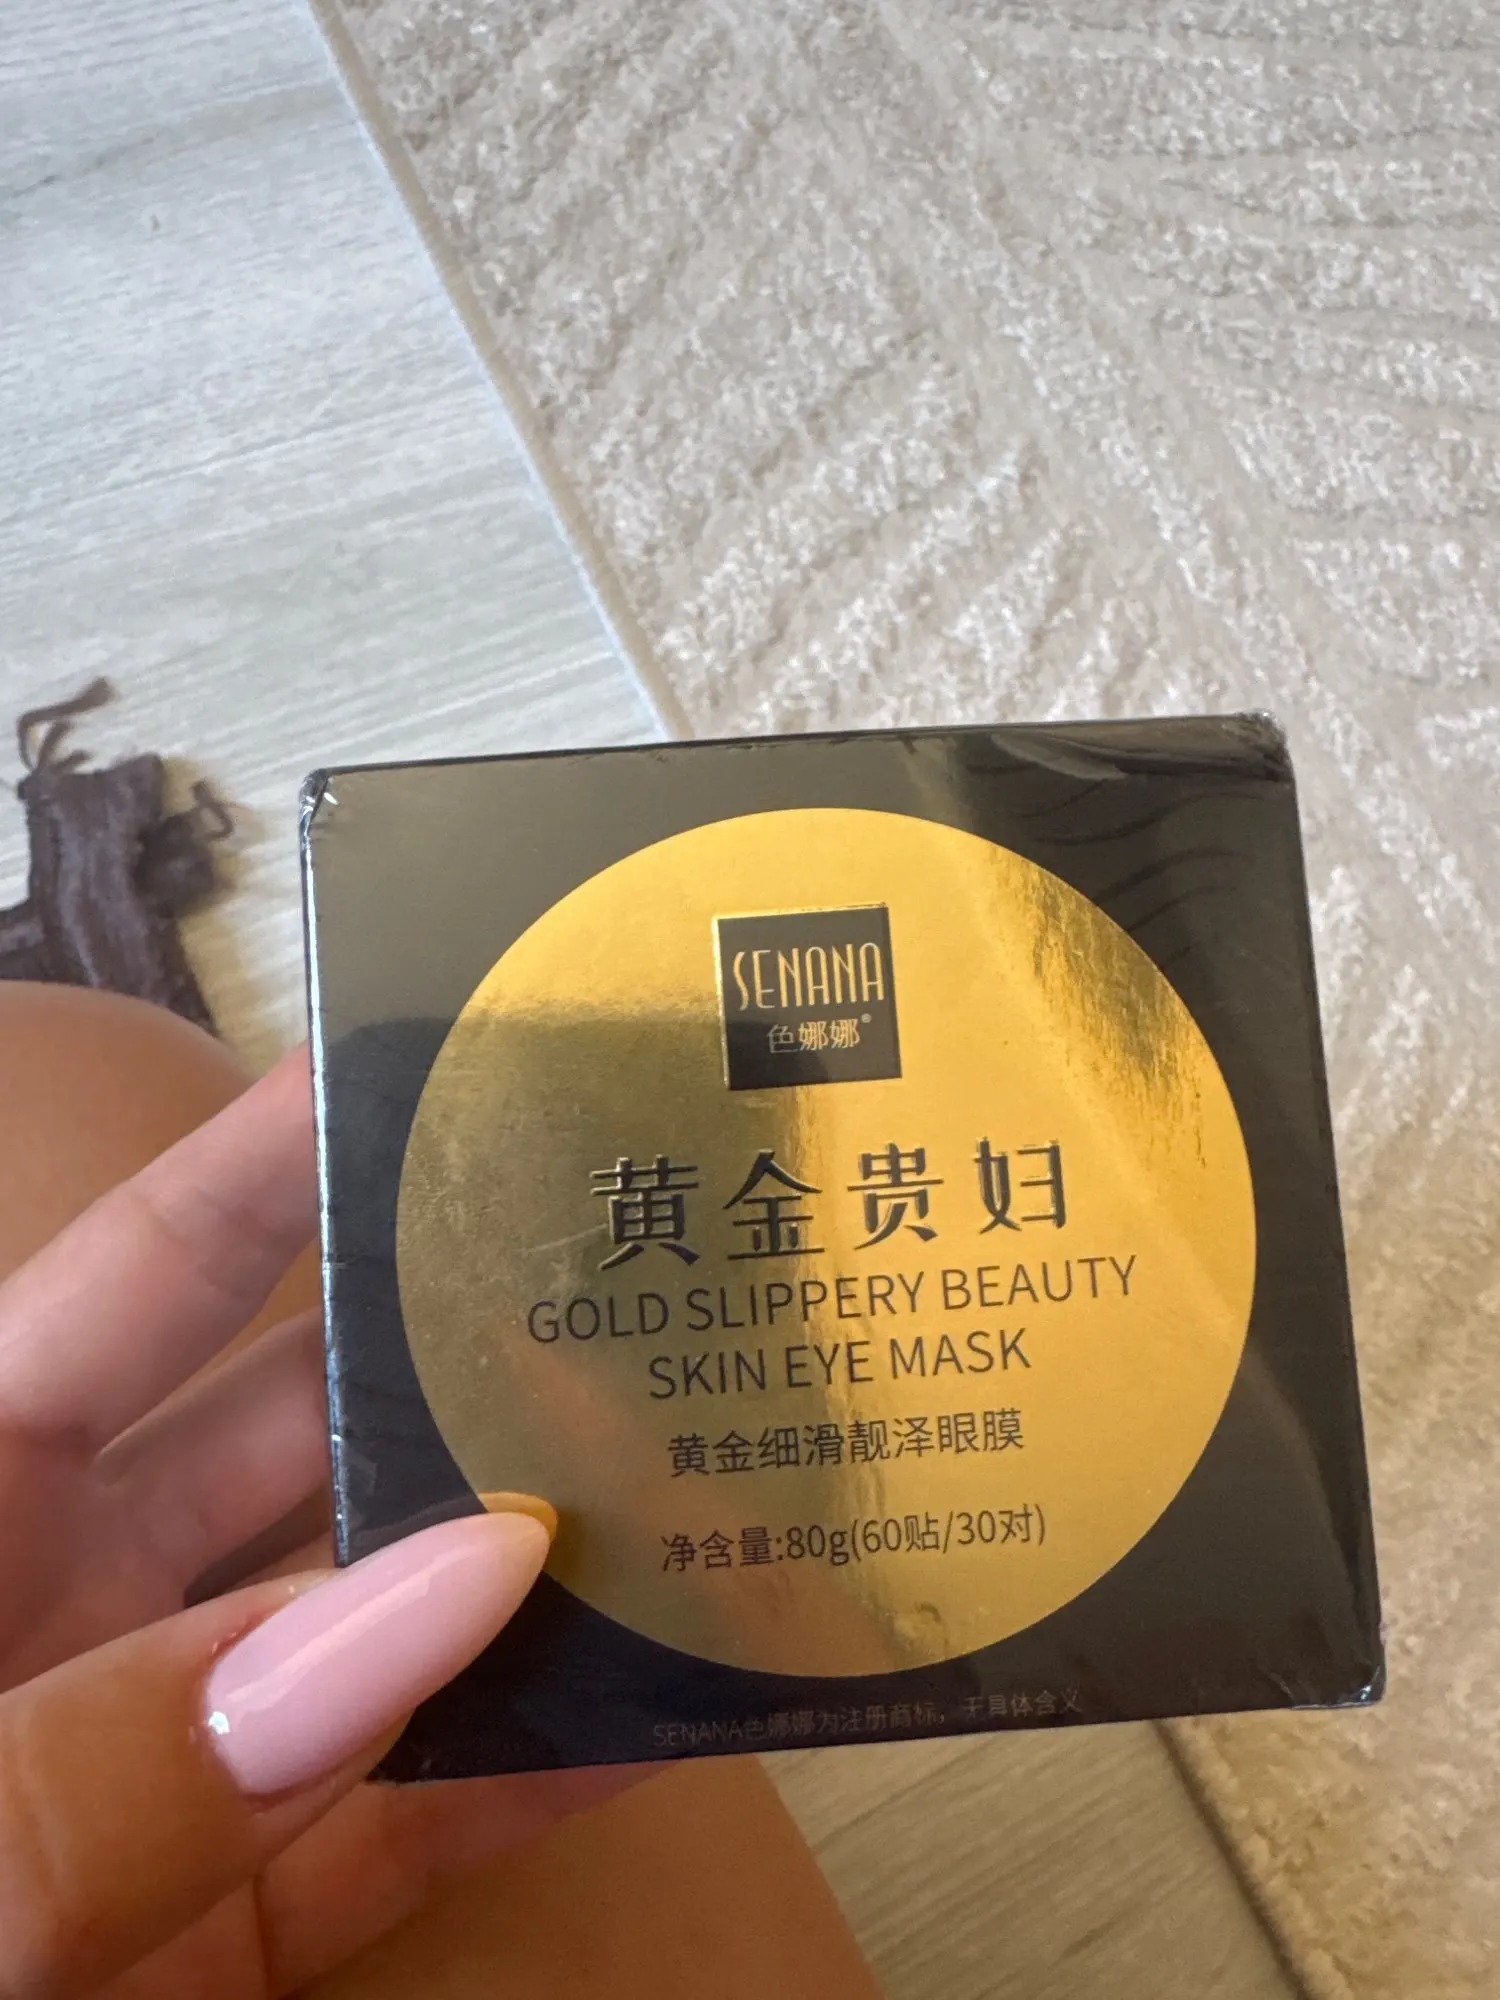 SENANA
色娜娜®
黄金贵妇
GOLD SLIPPERY BEAUTY
SKIN EYE MASK
黄金细滑靓泽眼膜
净含量:80g(60贴/30对)
SENANA色娜娜为注册商标，无具体含义